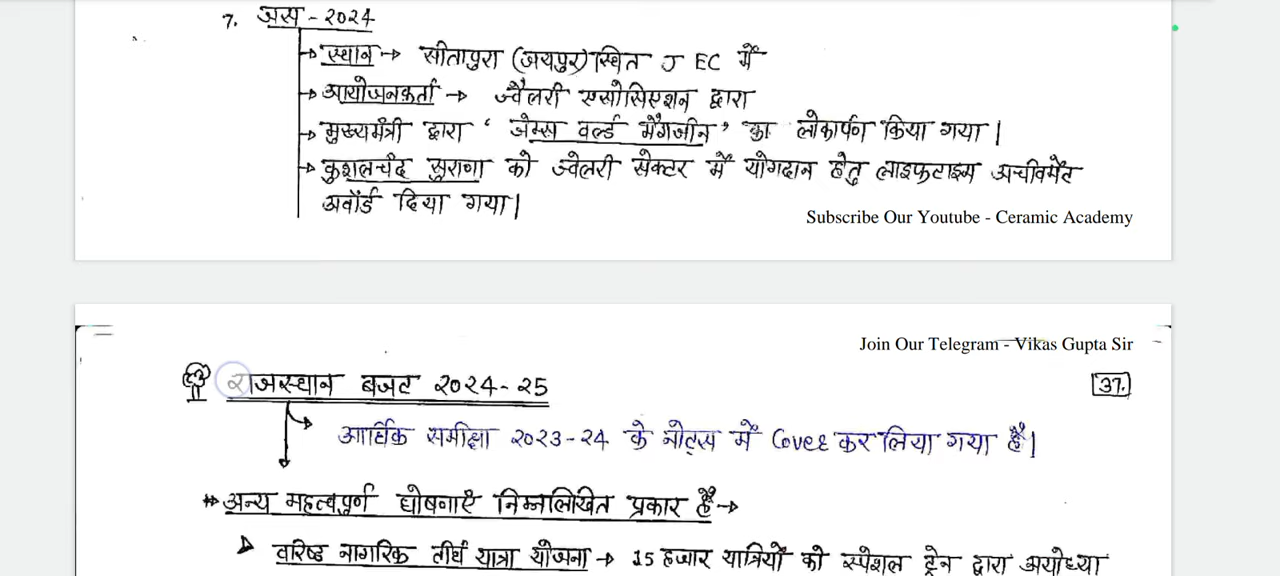 7. जस - 2024
→ स्थान → सीतापुरा (जयपुर) स्थित J EC में
→ आयोजनकर्ता → ज्वैलरी एसोसिएशन द्वारा
→ मुख्यमंत्री द्वारा ‘ जेम्स वर्ल्ड मैगजीन ’ का लोकार्पण किया गया।
→ कुशलचंद सुराणा को ज्वेलरी सेक्टर में योगदान हेतु लाइफटाइम अचीवमेंट
अवॉर्ड दिया गया।
Subscribe Our Youtube - Ceramic Academy
Join Our Telegram - Vikas Gupta Sir
राजस्थान बजट 2024-25
37.
आर्थिक समीक्षा 2023-24 के नोट्स में Cover कर लिया गया है।
अन्य महत्वपूर्ण घोषनाएँ निम्नलिखित प्रकार है →
वरिष्ठ नागरिक तीर्थ यात्रा योजना → 15 हजार यात्रियों को स्पेशल ट्रेन द्वारा अयोध्या